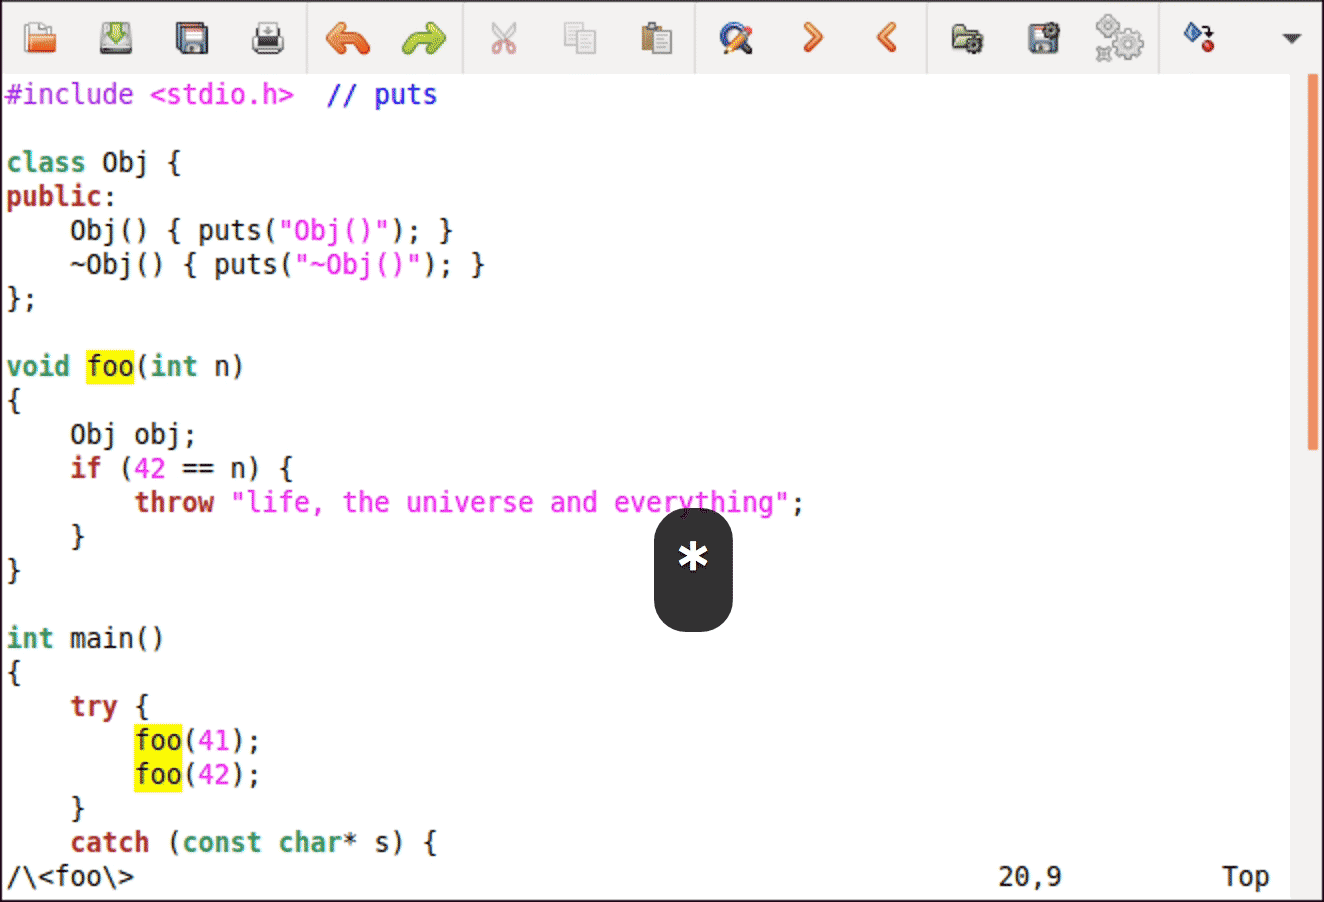 #include <stdio.h>  // puts

class Obj {
public:
    Obj() { puts("Obj()"); }
    ~Obj() { puts("~Obj()"); }
};

void foo(int n)
{
    Obj obj;
    if (42 == n) {
        throw "life, the universe and everything";
    }
}
*

int main()
{
    try {
        foo(41);
        foo(42);
    }
    catch (const char* s) {
/\<foo\> 20,9 Top